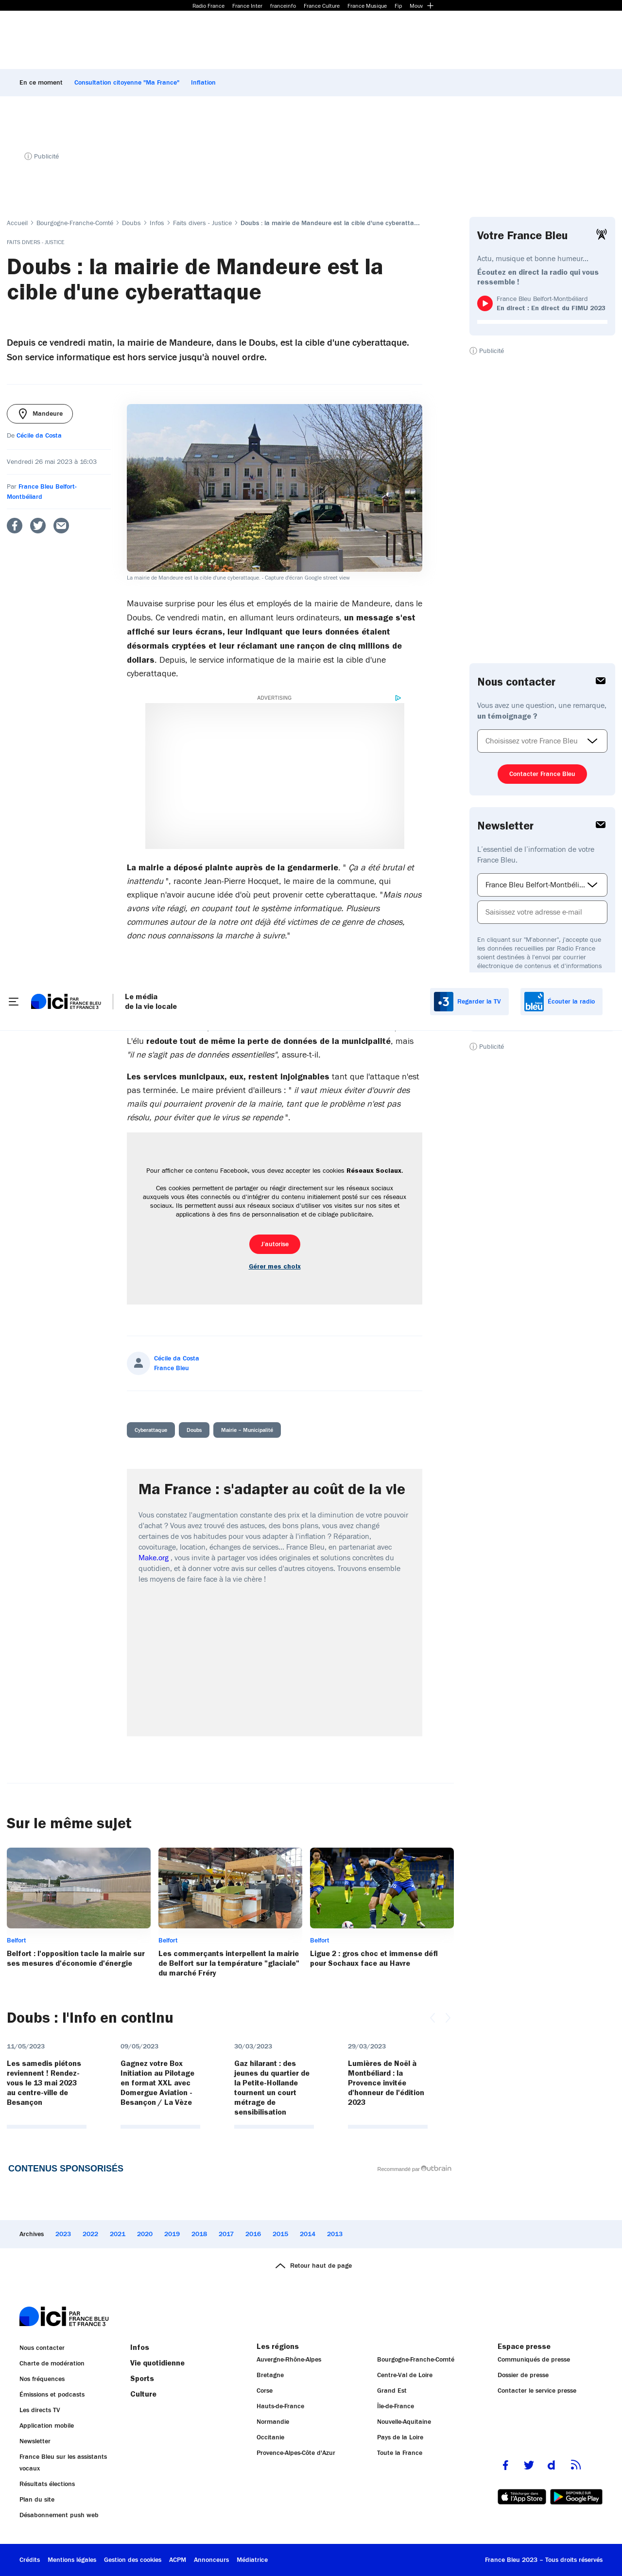 Radio France France Inter franceinfo France Culture France Musique Fip Mouv
En ce moment Consultation citoyenne "Ma France" Inflation
Publicité
Accueil > Bourgogne-Franche-Comté > Doubs > Infos > Faits divers - Justice > Doubs : la mairie de Mandeure est la cible d'une cyberatta...
FAITS DIVERS - JUSTICE
Doubs : la mairie de Mandeure est la
cible d'une cyberattaque
Depuis ce vendredi matin, la mairie de Mandeure, dans le Doubs, est la cible d'une cyberattaque.
Son service informatique est hors service jusqu'à nouvel ordre.
Mandeure
De Cécile da Costa
Vendredi 26 mai 2023 à 16:03
Par France Bleu Belfort-
Montbéliard
La mairie de Mandeure est la cible d'une cyberattaque - Capture d'écran Google street view
Mauvaise surprise pour les élus et employés de la mairie de Mandeure, dans le
Doubs. Ce vendredi matin, en allumant leurs ordinateurs, un message s'est
affiché sur leurs écrans, leur indiquant que leurs données étaient
désormais cryptées et leur réclamant une rançon de cinq millions de
dollars. Depuis, le service informatique de la mairie est la cible d'une
cyberattaque.
ADVERTISING
La mairie a déposé plainte auprès de la gendarmerie. " Ça a été brutal et
inattendu ", raconte Jean-Pierre Hocquet, le maire de la commune, qui
explique n'avoir aucune idée d'où peut provenir cette cyberattaque. "Mais nous
avons vite réagi, en coupant tout le système informatique. Plusieurs
communes autour de la notre ont déjà été victimes de ce genre de choses,
donc nous connaissons la marche à suivre."
Le média
de la vie locale
ici PAR FRANCE BLEU ET FRANCE 3
Regarder la TV
Écouter la radio
L'élu redoute tout de même la perte de données de la municipalité, mais
"il ne s'agit pas de données essentielles", assure-t-il.
Les services municipaux, eux, restent injoignables tant que l'attaque n'est
pas terminée. Le maire prévient d'ailleurs : " il vaut mieux éviter d'ouvrir des
mails qui pourraient provenir de la mairie, tant que le problème n'est pas
résolu, pour éviter que le virus se repende ".
Pour afficher ce contenu Facebook, vous devez accepter les cookies Réseaux Sociaux.
Ces cookies permettent de partager ou réagir directement sur les réseaux sociaux
auxquels vous êtes connectés ou d'intégrer du contenu initialement posté sur ces réseaux
sociaux. Ils permettent aussi aux réseaux sociaux d'utiliser vos visites sur nos sites et
applications à des fins de personnalisation et de ciblage publicitaire.
J'autorise
Gérer mes choix
Cécile da Costa
France Bleu
Cyberattaque Doubs Mairie - Municipalité
Ma France : s'adapter au coût de la vie
Vous constatez l'augmentation constante des prix et la diminution de votre pouvoir
d'achat ? Vous avez trouvé des astuces, des bons plans, vous avez changé
certaines de vos habitudes pour vous adapter à l'inflation ? Réparation,
covoiturage, location, échanges de services... France Bleu, en partenariat avec
Make.org , vous invite à partager vos idées originales et solutions concrètes du
quotidien, et à donner votre avis sur celles d'autres citoyens. Trouvons ensemble
les moyens de faire face à la vie chère !
Votre France Bleu
Actu, musique et bonne humeur...
Écoutez en direct la radio qui vous
ressemble !
France Bleu Belfort-Montbéliard
En direct : En direct du FIMU 2023
Publicité
Nous contacter
Vous avez une question, une remarque,
un témoignage ?
Choisissez votre France Bleu
Contacter France Bleu
Newsletter
L'essentiel de l'information de votre
France Bleu.
France Bleu Belfort-Montbéli...
Saisissez votre adresse e-mail
En cliquant sur "M'abonner", j'accepte que
les données recueillies par Radio France
soient destinées à l'envoi par courrier
électronique de contenus et d'informations
Publicité
Sur le même sujet
Belfort
Belfort : l'opposition tacle la mairie sur
ses mesures d'économie d'énergie
Belfort
Les commerçants interpellent la mairie
de Belfort sur la température "glaciale"
du marché Fréry
Belfort
Ligue 2 : gros choc et immense défi
pour Sochaux face au Havre
Doubs : l'info en continu
11/05/2023
Les samedis piétons
reviennent ! Rendez-
vous le 13 mai 2023
au centre-ville de
Besançon
09/05/2023
Gagnez votre Box
Initiation au Pilotage
en format XXL avec
Domergue Aviation -
Besançon / La Vèze
30/03/2023
Gaz hilarant : des
jeunes du quartier de
la Petite-Hollande
tournent un court
métrage de
sensibilisation
29/03/2023
Lumières de Noël à
Montbéliard : la
Provence invitée
d'honneur de l'édition
2023
CONTENUS SPONSORISÉS
Recommandé par Outbrain
Archives 2023 2022 2021 2020 2019 2018 2017 2016 2015 2014 2013
Retour haut de page
ici PAR FRANCE BLEU ET FRANCE 3
Nous contacter
Charte de modération
Nos fréquences
Émissions et podcasts
Les directs TV
Application mobile
Newsletter
France Bleu sur les assistants
vocaux
Résultats élections
Plan du site
Désabonnement push web
Infos
Vie quotidienne
Sports
Culture
Les régions
Auvergne-Rhône-Alpes
Bretagne
Corse
Hauts-de-France
Normandie
Occitanie
Provence-Alpes-Côte d'Azur
Bourgogne-Franche-Comté
Centre-Val de Loire
Grand Est
Île-de-France
Nouvelle-Aquitaine
Pays de la Loire
Toute la France
Espace presse
Communiqués de presse
Dossier de presse
Contacter le service presse
Télécharger dans l'App Store
DISPONIBLE SUR Google Play
Crédits Mentions légales Gestion des cookies ACPM Annonceurs Médiatrice
France Bleu 2023 – Tous droits réservés